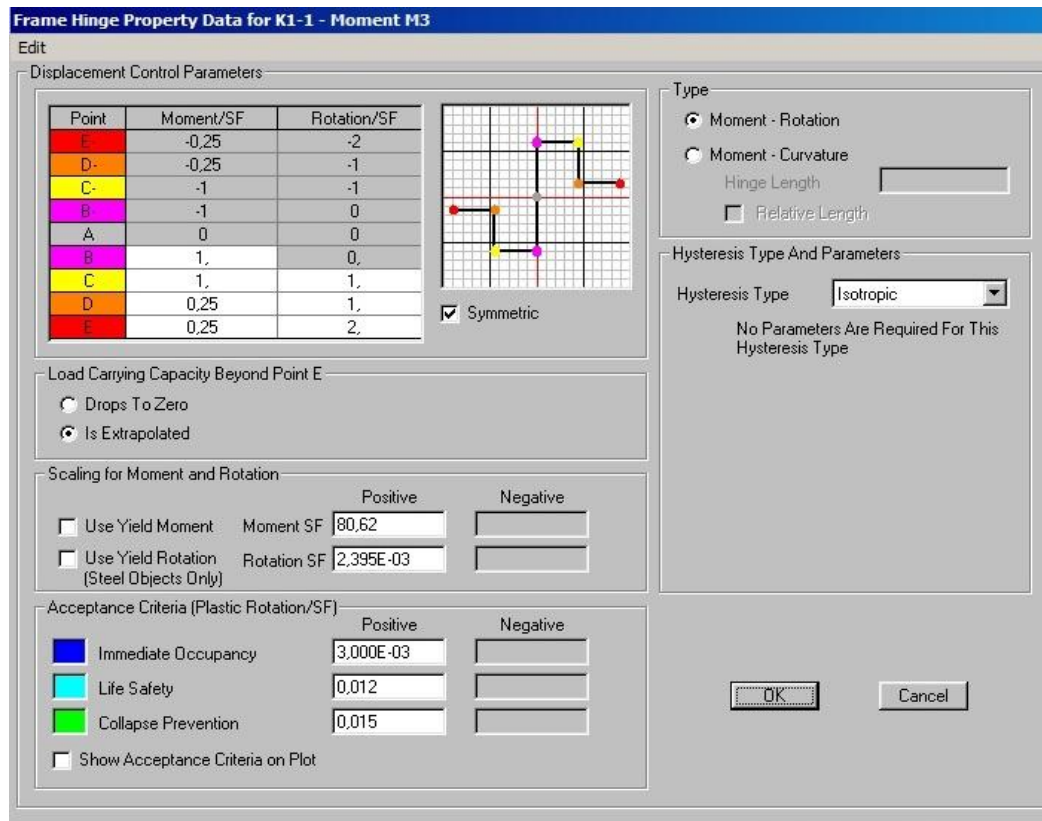 Frame Hinge Property Data for K1-1 - Moment M3
Edit
Displacement Control Parameters
Point Moment/SF Rotation/SF
E- -0,25 -2
D- -0,25 -1
C- -1 -1
B- -1 0
A 0 0
B 1, 0,
C 1, 1,
D 0,25 1,
E 0,25 2,
Symmetric
Load Carrying Capacity Beyond Point E
Drops To Zero
Is Extrapolated
Scaling for Moment and Rotation
Positive Negative
Use Yield Moment Moment SF 80,62
Use Yield Rotation Rotation SF 2,395E-03
(Steel Objects Only)
Acceptance Criteria (Plastic Rotation/SF)
Positive Negative
Immediate Occupancy 3,000E-03
Life Safety 0,012
Collapse Prevention 0,015
Show Acceptance Criteria on Plot
Type
Moment - Rotation
Moment - Curvature
Hinge Length
Relative Length
Hysteresis Type And Parameters
Hysteresis Type Isotropic
No Parameters Are Required For This
Hysteresis Type
OK Cancel